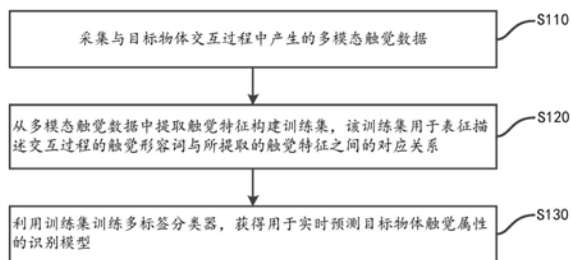 S110
采集与目标物体交互过程中产生的多模态触觉数据
S120
从多模态触觉数据中提取触觉特征构建训练集，该训练集用于表征描
述交互过程的触觉形容词与所提取的触觉特征之间的对应关系
S130
利用训练集训练多标签分类器，获得用于实时预测目标物体触觉属性
的识别模型